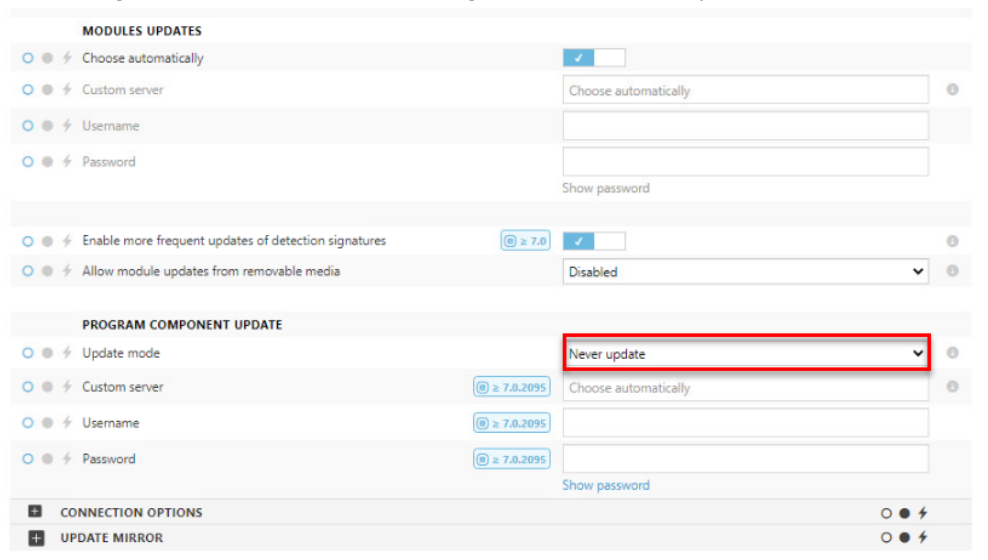 MODULES UPDATES
Choose automatically
Custom server Choose automatically
Username
Password
Show password
Enable more frequent updates of detection signatures ≥ 7.0
Allow module updates from removable media Disabled
PROGRAM COMPONENT UPDATE
Update mode Never update
Custom server ≥ 7.0.2095 Choose automatically
Username ≥ 7.0.2095
Password ≥ 7.0.2095
Show password
CONNECTION OPTIONS
UPDATE MIRROR